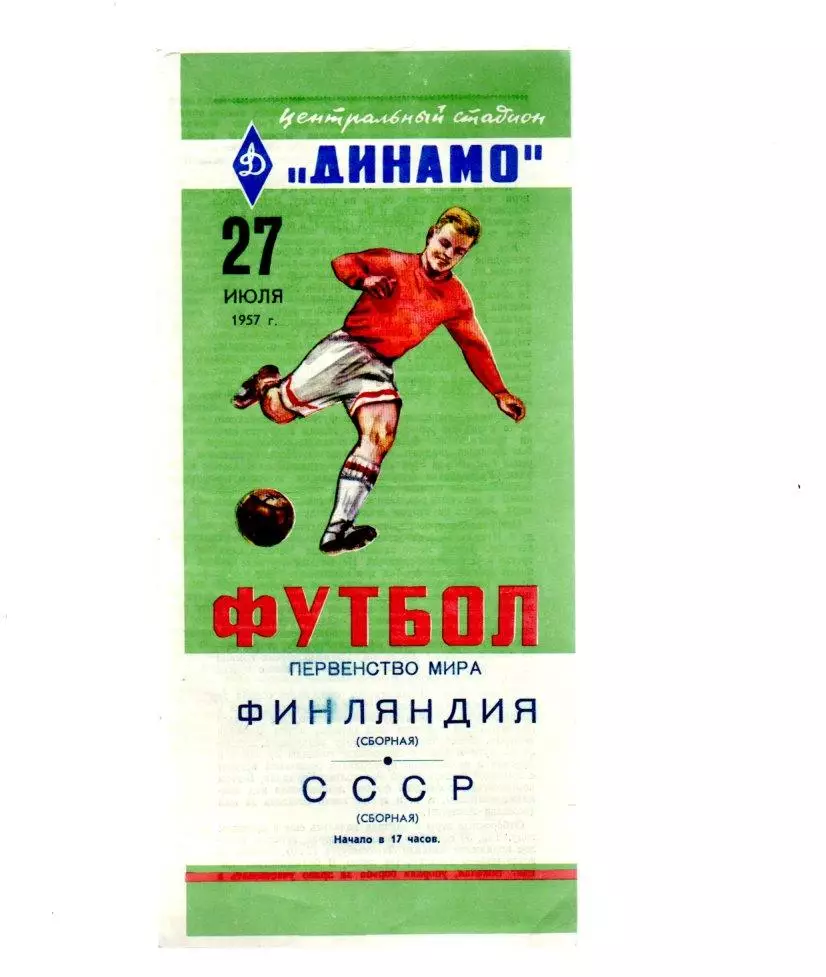 Центральный стадион
Д
„ДИНАМО"
27
ИЮЛЯ
1957 г.
ФУТБОЛ
ПЕРВЕНСТВО МИРА
ФИНЛЯНДИЯ
(СБОРНАЯ)
СССР
(СБОРНАЯ)
Начало в 17 часов.